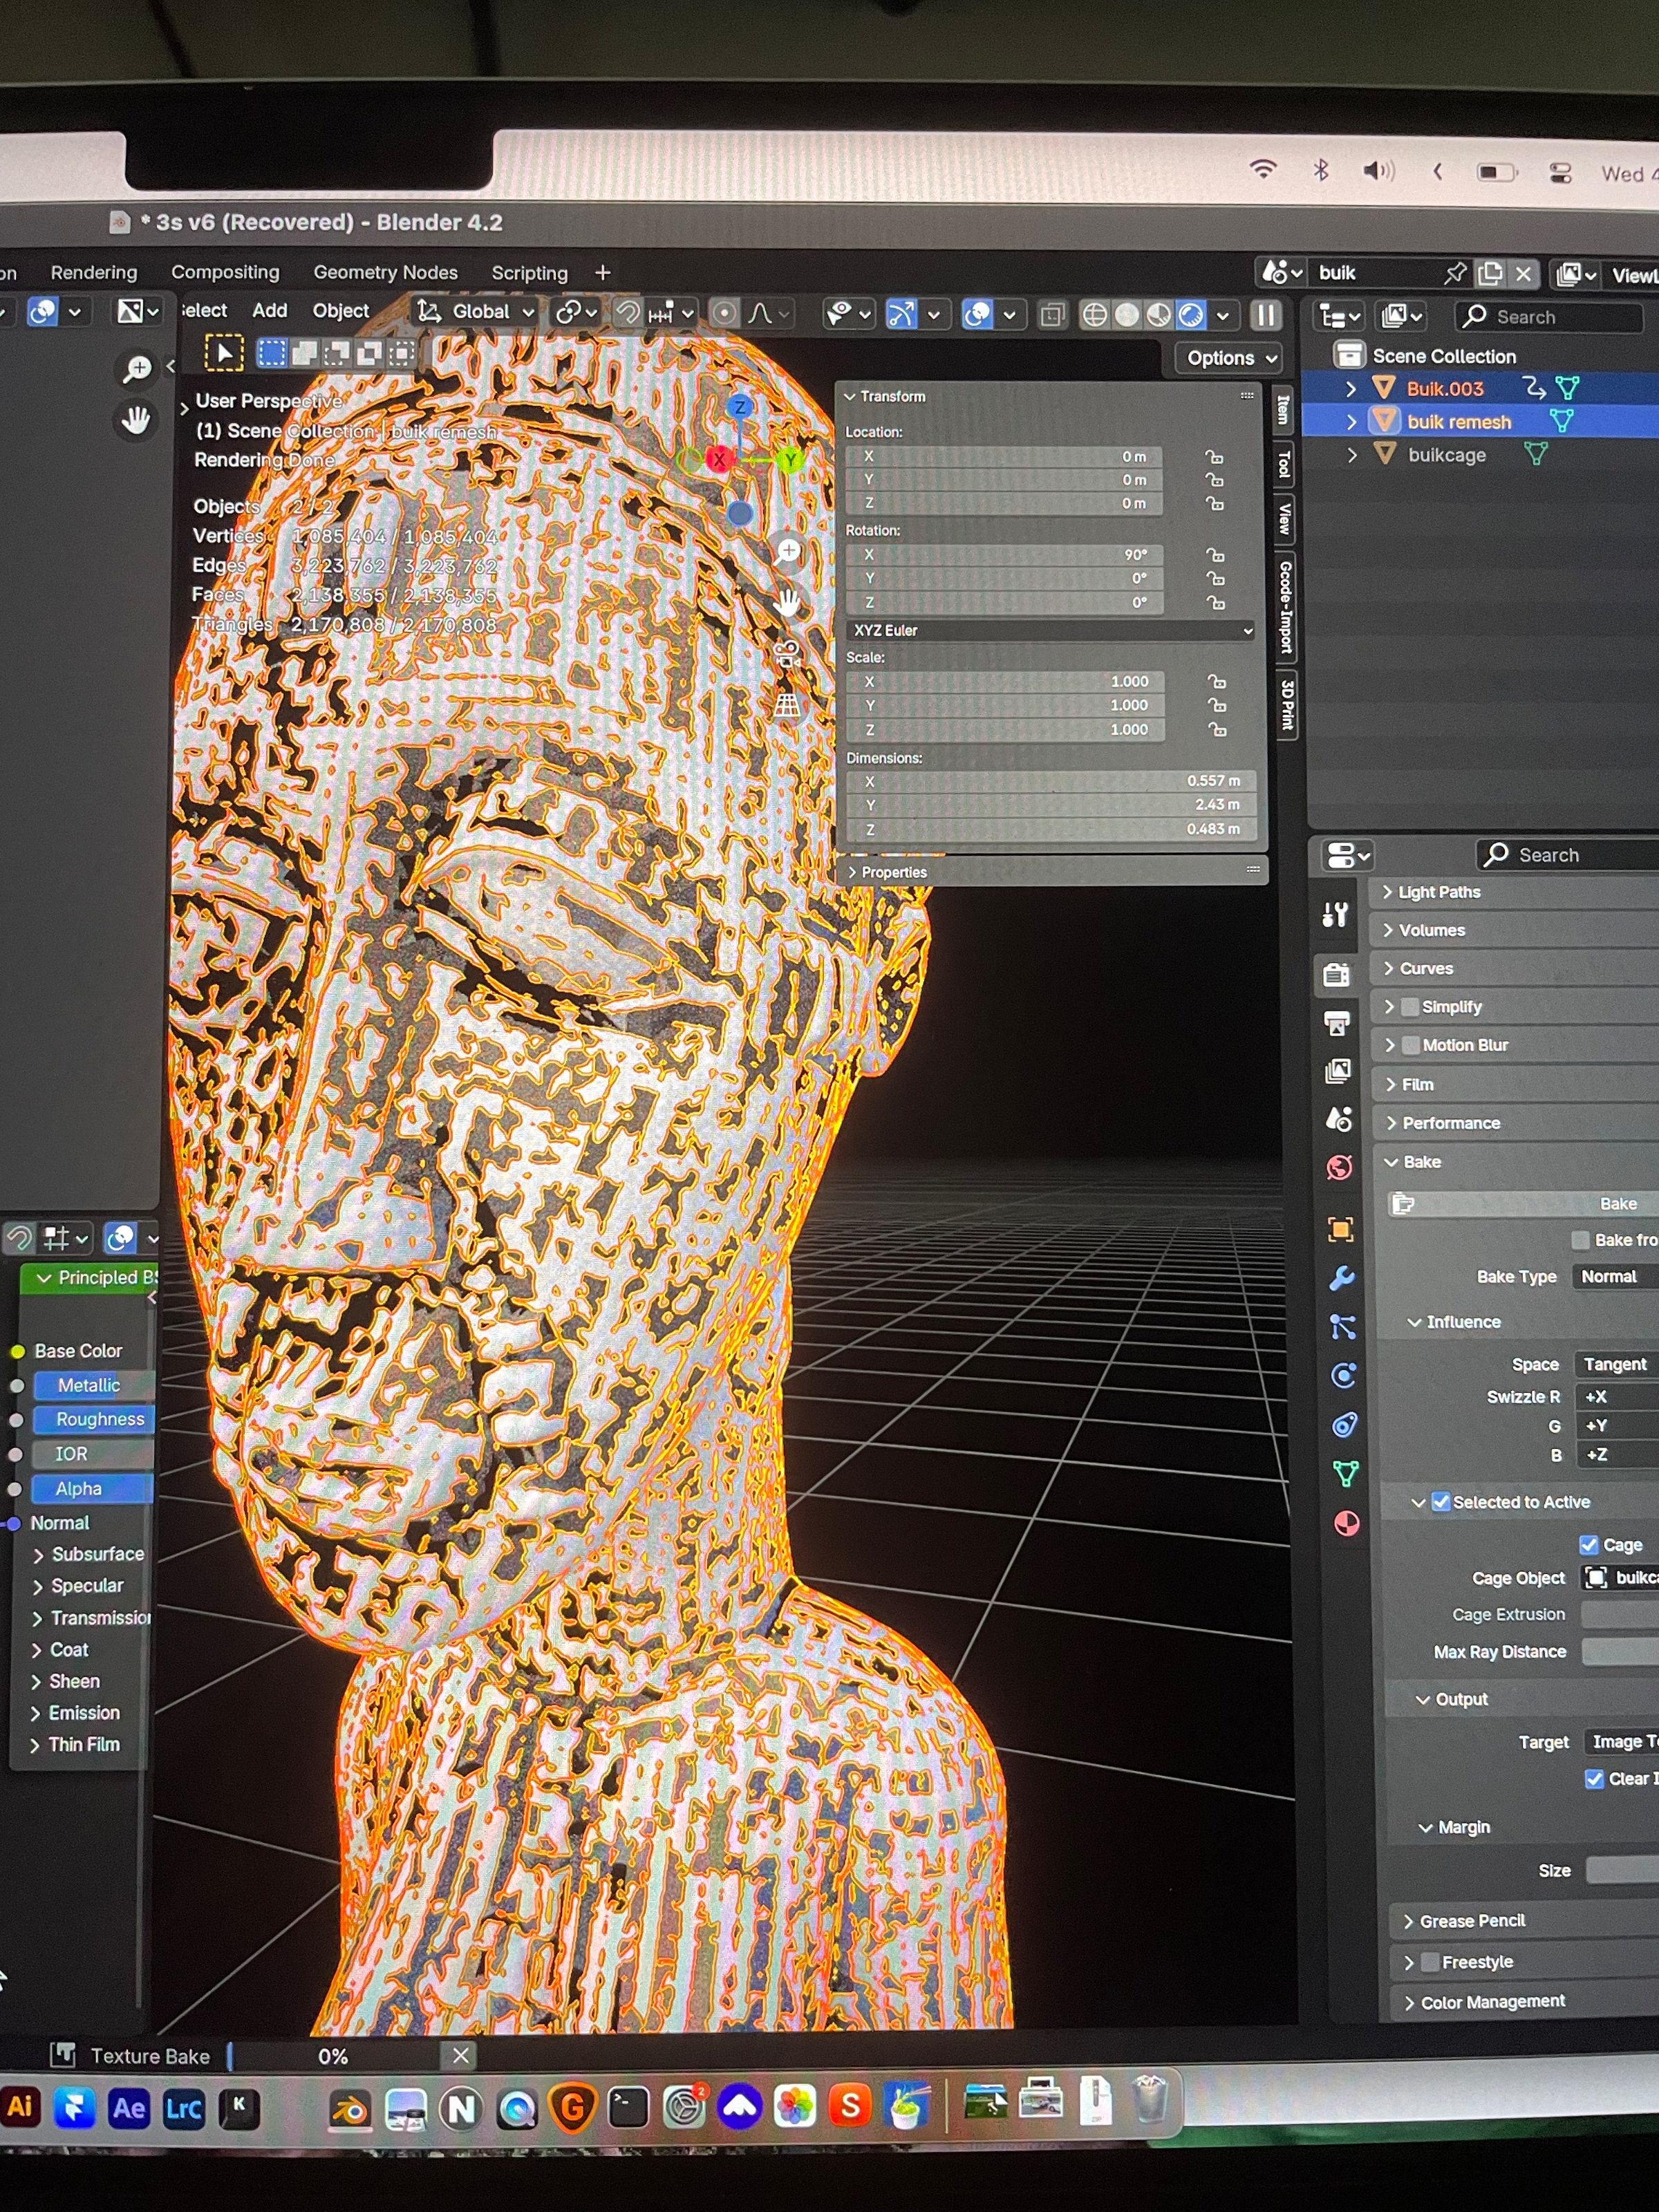 Wed 4
* 3s v6 (Recovered) - Blender 4.2
on Rendering Compositing Geometry Nodes Scripting +
buik
ViewL
Select Add Object
Global
Search
Options
Scene Collection
Buik.003
buik remesh
buikcage
User Perspective
(1) Scene Collection | buik remesh
Rendering Done
Objects 2 / 2
Vertices 1,085,404 / 1,085,404
Edges 3,223,762 / 3,223,762
Faces 2,138,355 / 2,138,355
Triangles 2,170,808 / 2,170,808
Z
X
Y
Transform
Location:
X 0 m
Y 0 m
Z 0 m
Rotation:
X 90°
Y 0°
Z 0°
XYZ Euler
Scale:
X 1.000
Y 1.000
Z 1.000
Dimensions:
X 0.557 m
Y 2.43 m
Z 0.483 m
Properties
Item
Tool
View
Gcode-Import
3D Print
Search
Light Paths
Volumes
Curves
Simplify
Motion Blur
Film
Performance
Bake
Bake
Bake fro
Bake Type Normal
Influence
Space Tangent
Swizzle R +X
G +Y
B +Z
Selected to Active
Cage
Cage Object buikca
Cage Extrusion
Max Ray Distance
Output
Target Image Te
Clear I
Margin
Size
Grease Pencil
Freestyle
Color Management
Principled BS
Base Color
Metallic
Roughness
IOR
Alpha
Normal
Subsurface
Specular
Transmission
Coat
Sheen
Emission
Thin Film
Texture Bake 0%
Ai
Ae
LrC
K
N
G
2
S
ZIP